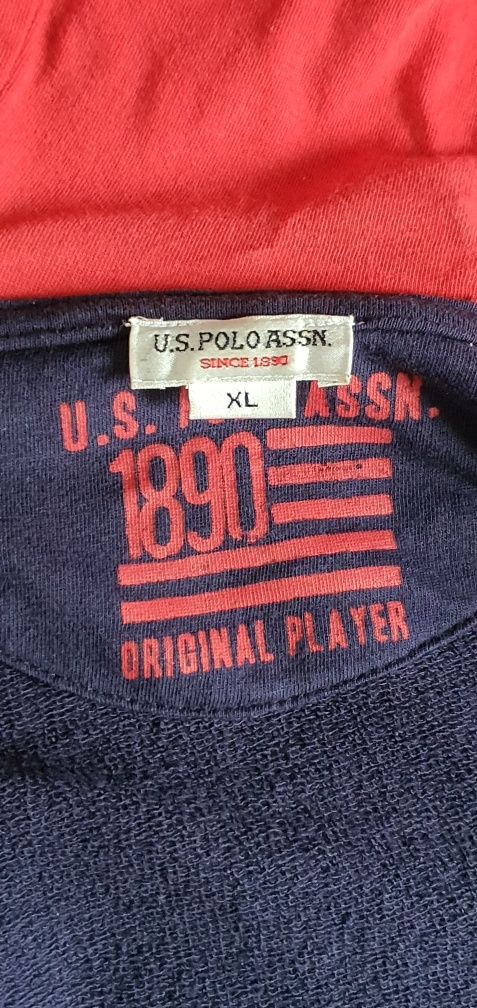 U.S. POLO ASSN.
SINCE 1890
XL
U.S. ASSN.
1890
ORIGINAL PLAYER